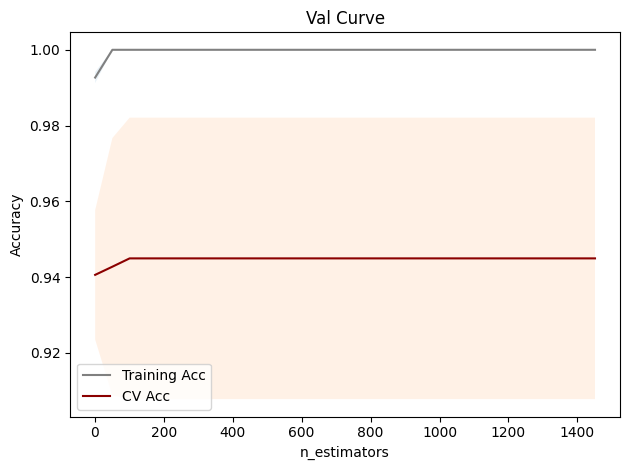 Val Curve
1.00
0.98
0.96
0.94
0.92
Accuracy
Training Acc
CV Acc
0 200 400 600 800 1000 1200 1400
n_estimators